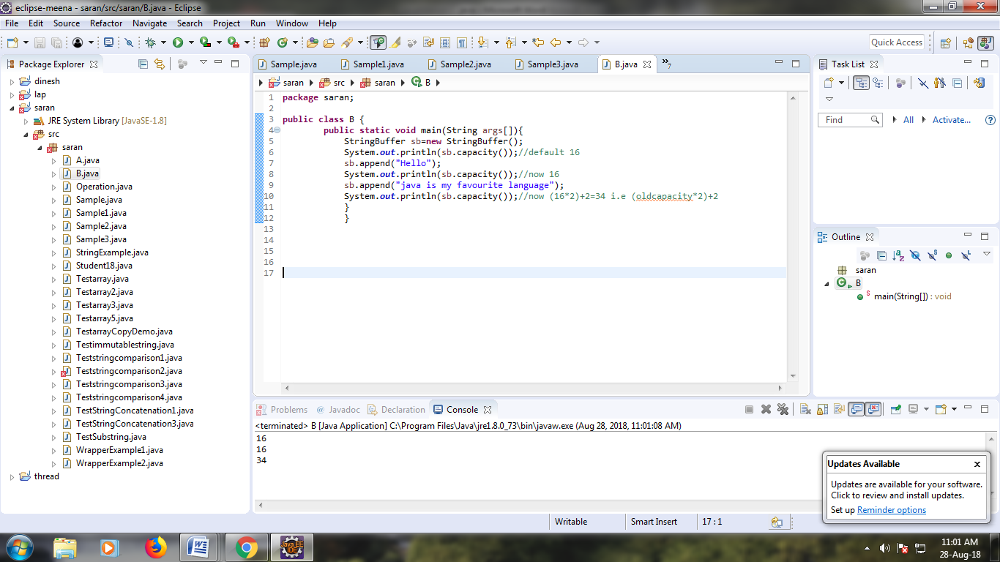 eclipse-meena - saran/src/saran/B.java - Eclipse
File Edit Source Refactor Navigate Search Project Run Window Help
Quick Access
Package Explorer
dinesh
lap
saran
JRE System Library [JavaSE-1.8]
src
saran
A.java
B.java
Operation.java
Sample.java
Sample1.java
Sample2.java
Sample3.java
StringExample.java
Student18.java
Testarray.java
Testarray2.java
Testarray3.java
Testarray5.java
TestarrayCopyDemo.java
Testimmutablestring.java
Teststringcomparison1.java
Teststringcomparison2.java
Teststringcomparison3.java
Teststringcomparison4.java
TestStringConcatenation1.java
TestStringConcatenation3.java
TestSubstring.java
WrapperExample1.java
WrapperExample2.java
thread
Sample.java Sample1.java Sample2.java Sample3.java B.java »7
saran src saran B
1 package saran;
2
3 public class B {
4 public static void main(String args[]){
5 StringBuffer sb=new StringBuffer();
6 System.out.println(sb.capacity());//default 16
7 sb.append("Hello");
8 System.out.println(sb.capacity());//now 16
9 sb.append("java is my favourite language");
10 System.out.println(sb.capacity());//now (16*2)+2=34 i.e (oldcapacity*2)+2
11 }
12 }
13
14
15
16
17
Task List
Find All Activate...
Outline
saran
B
main(String[]) : void
Problems @ Javadoc Declaration Console
<terminated> B [Java Application] C:\Program Files\Java\jre1.8.0_73\bin\javaw.exe (Aug 28, 2018, 11:01:08 AM)
16
16
34
Updates Available
Updates are available for your software.
Click to review and install updates.
Set up Reminder options
Writable Smart Insert 17 : 1
Java EE
IDE
11:01 AM
28-Aug-18